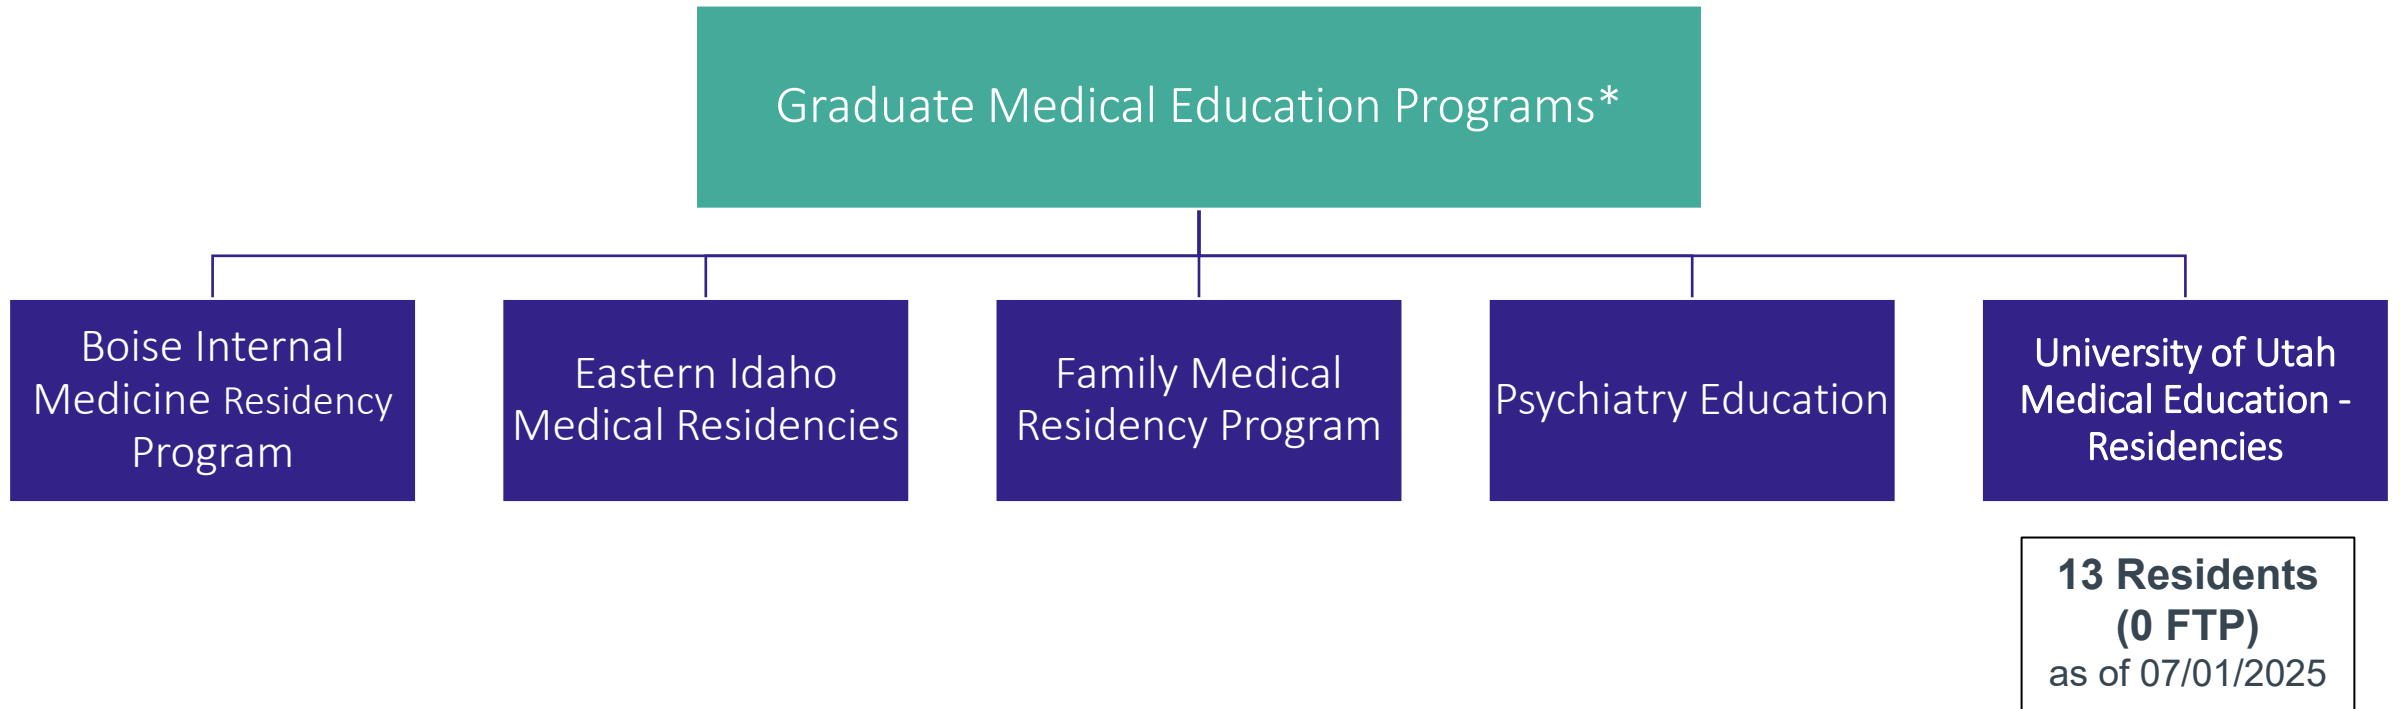 Graduate Medical Education Programs*
Boise Internal
Medicine Residency
Program
Eastern Idaho
Medical Residencies
Family Medical
Residency Program
Psychiatry Education
University of Utah
Medical Education -
Residencies
13 Residents
(0 FTP)
as of 07/01/2025